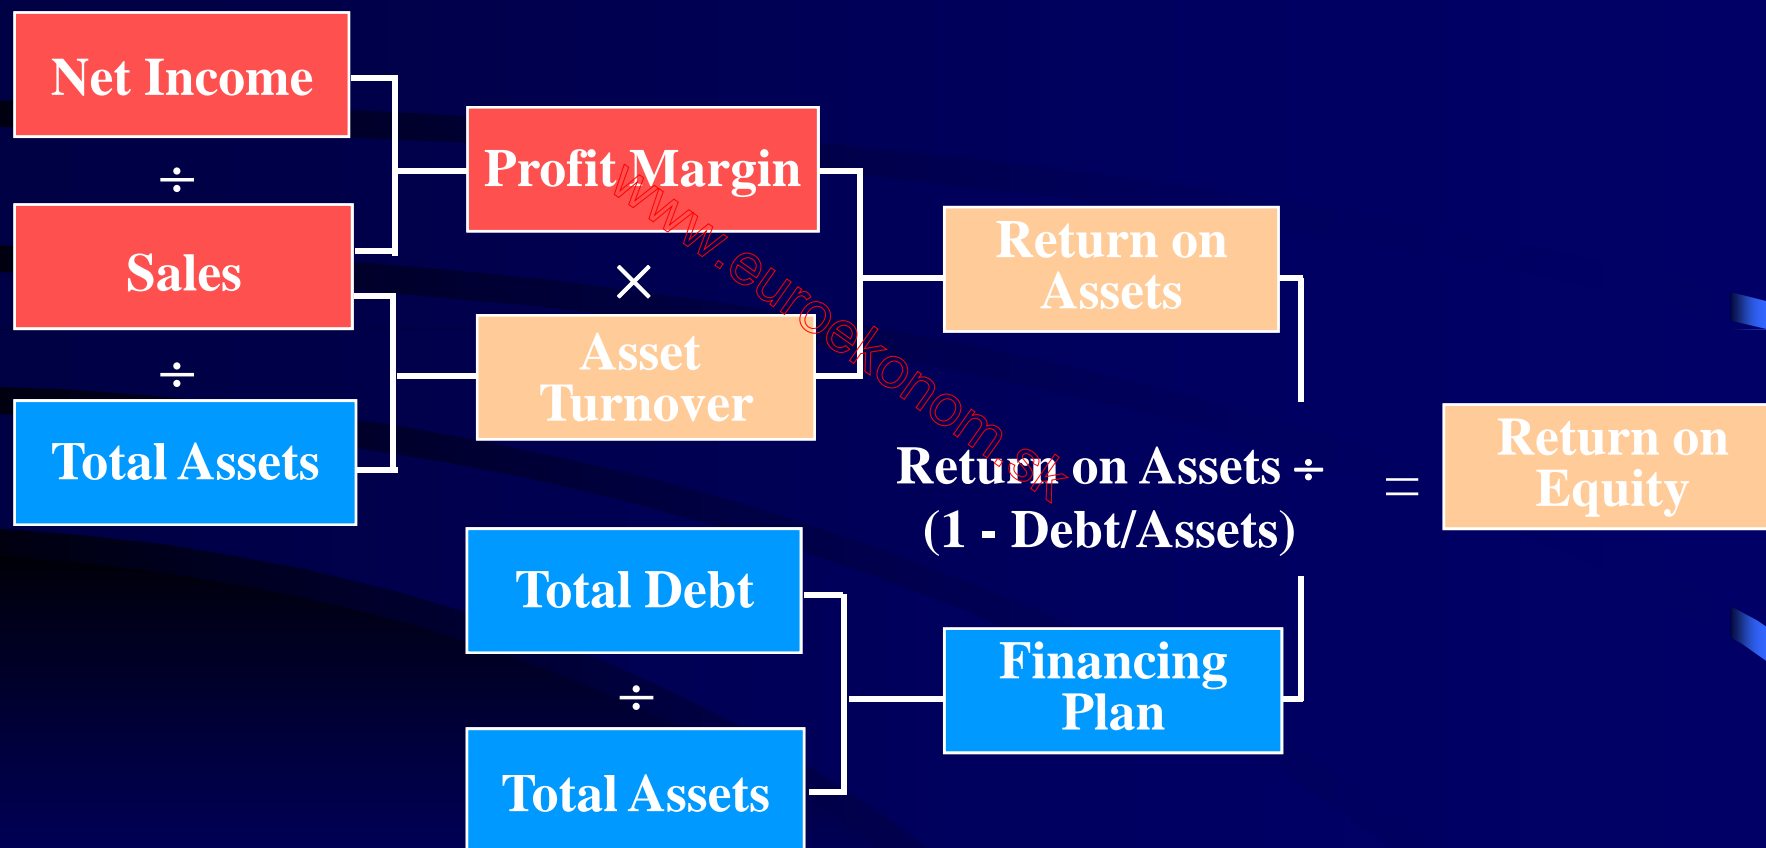 Net Income
÷
Sales
÷
Total Assets
Profit Margin
×
Asset
Turnover
Return on
Assets
Return on Assets ÷
(1 - Debt/Assets)
=
Return on
Equity
Total Debt
÷
Total Assets
Financing
Plan
www.euroekonom.sk